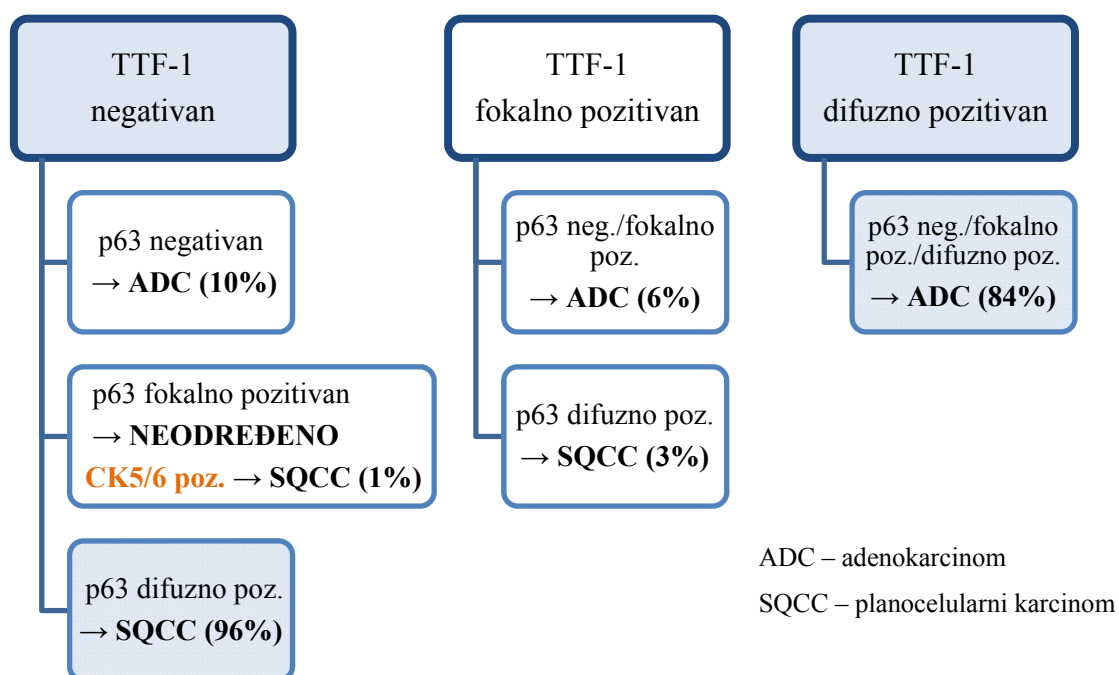 TTF-1
negativan
p63 negativan
→ ADC (10%)
p63 fokalno pozitivan
→ NEODREĐENO
CK5/6 poz. → SQCC (1%)
p63 difuzno poz.
→ SQCC (96%)
TTF-1
fokalno pozitivan
p63 neg./fokalno
poz.
→ ADC (6%)
p63 difuzno poz.
→ SQCC (3%)
TTF-1
difuzno pozitivan
p63 neg./fokalno
poz./difuzno poz.
→ ADC (84%)
ADC – adenokarcinom
SQCC – planocelularni karcinom